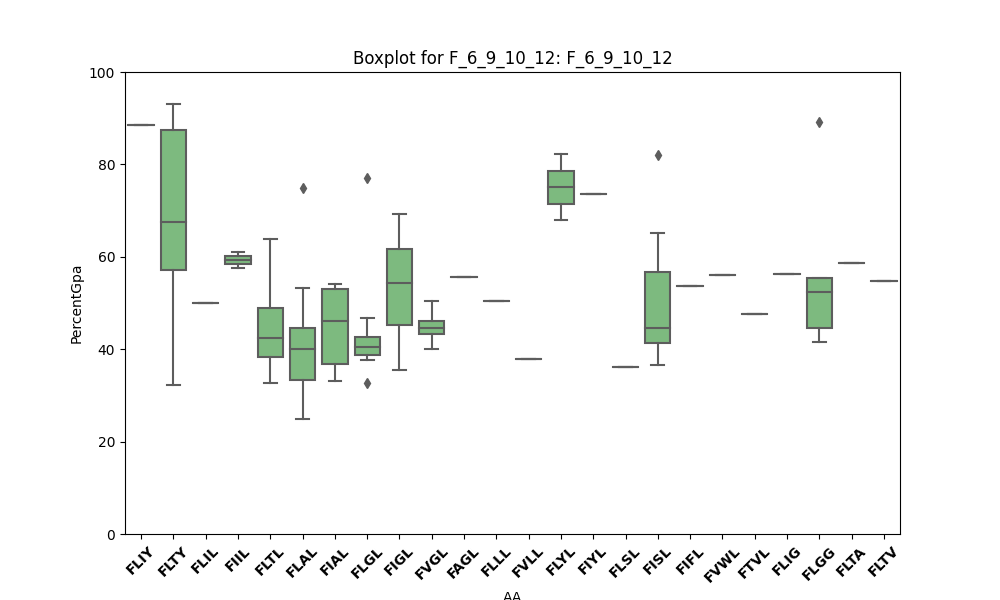 Boxplot for F_6_9_10_12: F_6_9_10_12
100
80
60
40
20
0
PercentGpa
FLIY
FLTY
FLIL
FIIL
FLTL
FLAL
FIAL
FLGL
FIGL
FVGL
FAGL
FLLL
FVLL
FLYL
FIYL
FLSL
FISL
FIFL
FVWL
FTVL
FLIG
FLGG
FLTA
FLTV
AA